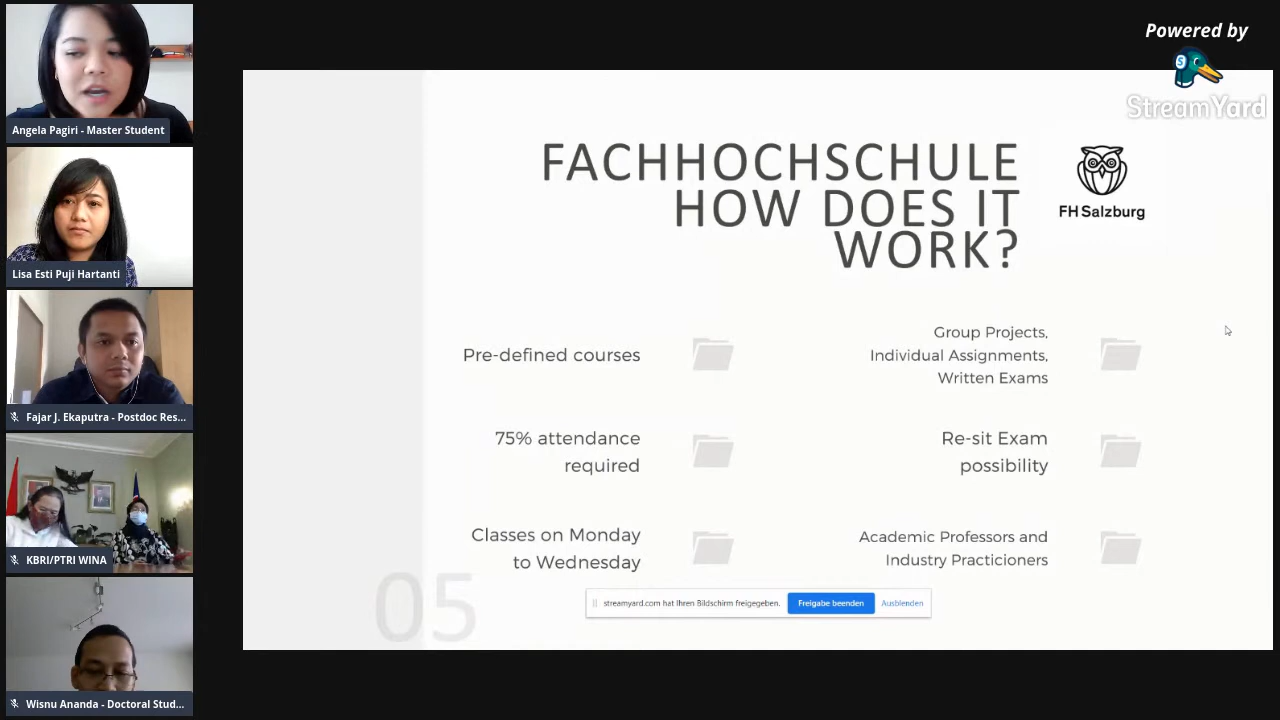 Powered by
StreamYard
Angela Pagiri - Master Student
Lisa Esti Puji Hartanti
Fajar J. Ekaputra - Postdoc Res...
KBRI/PTRI WINA
Wisnu Ananda - Doctoral Stud...
FACHHOCHSCHULE
HOW DOES IT
WORK?
FH Salzburg
Pre-defined courses
75% attendance
required
Classes on Monday
to Wednesday
Group Projects,
Individual Assignments,
Written Exams
Re-sit Exam
possibility
Academic Professors and
Industry Practicioners
05
streamyard.com hat Ihren Bildschirm freigegeben.
Freigabe beenden
Ausblenden